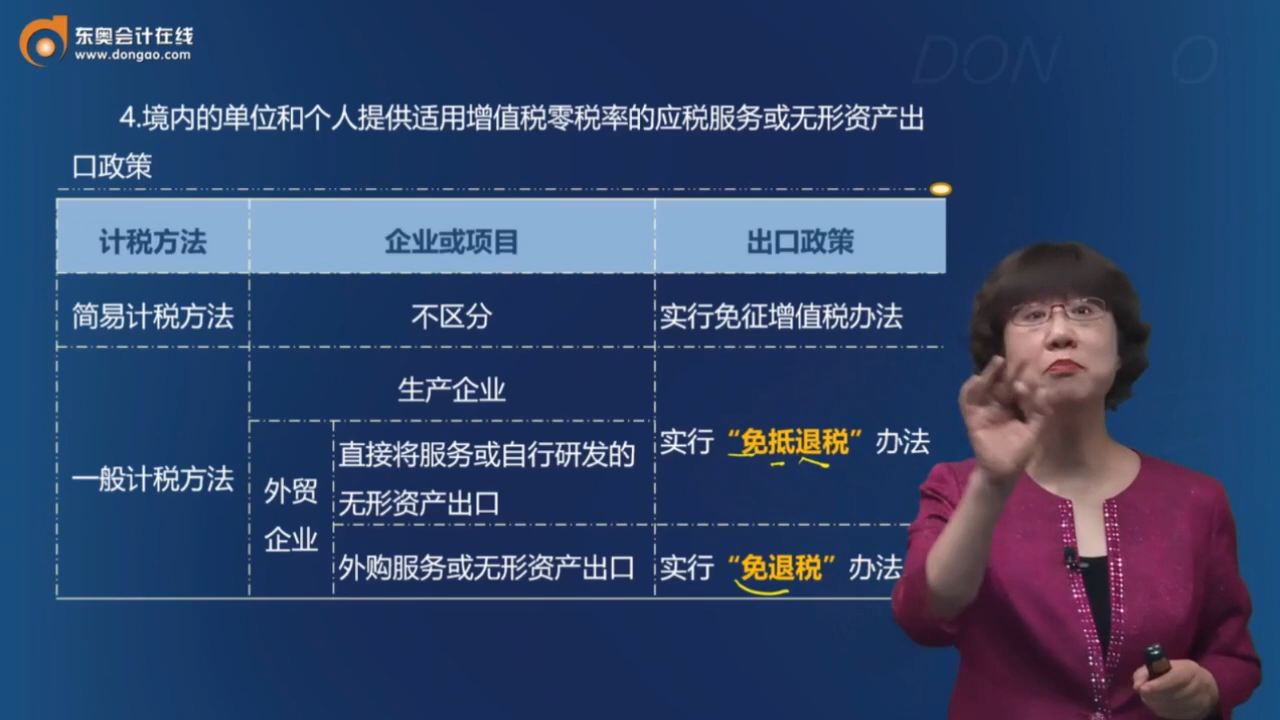 东奥会计在线
www.dongao.com
DON O
4.境内的单位和个人提供适用增值税零税率的应税服务或无形资产出
口政策
计税方法 企业或项目 出口政策
简易计税方法 不区分 实行免征增值税办法
一般计税方法
生产企业
实行“免抵退税”办法
外贸
企业
直接将服务或自行研发的
无形资产出口
外购服务或无形资产出口 实行“免退税”办法